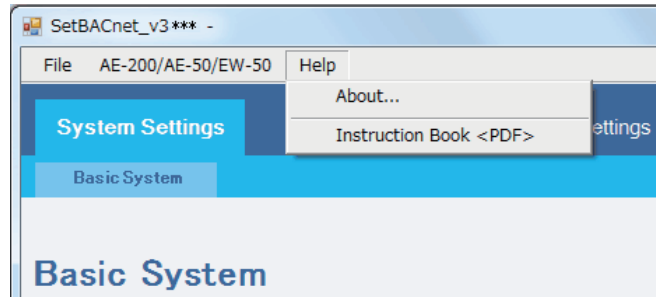 SetBACnet_v3*** -
File AE-200/AE-50/EW-50 Help
About...
System Settings
Instruction Book <PDF>
ettings
Basic System
Basic System